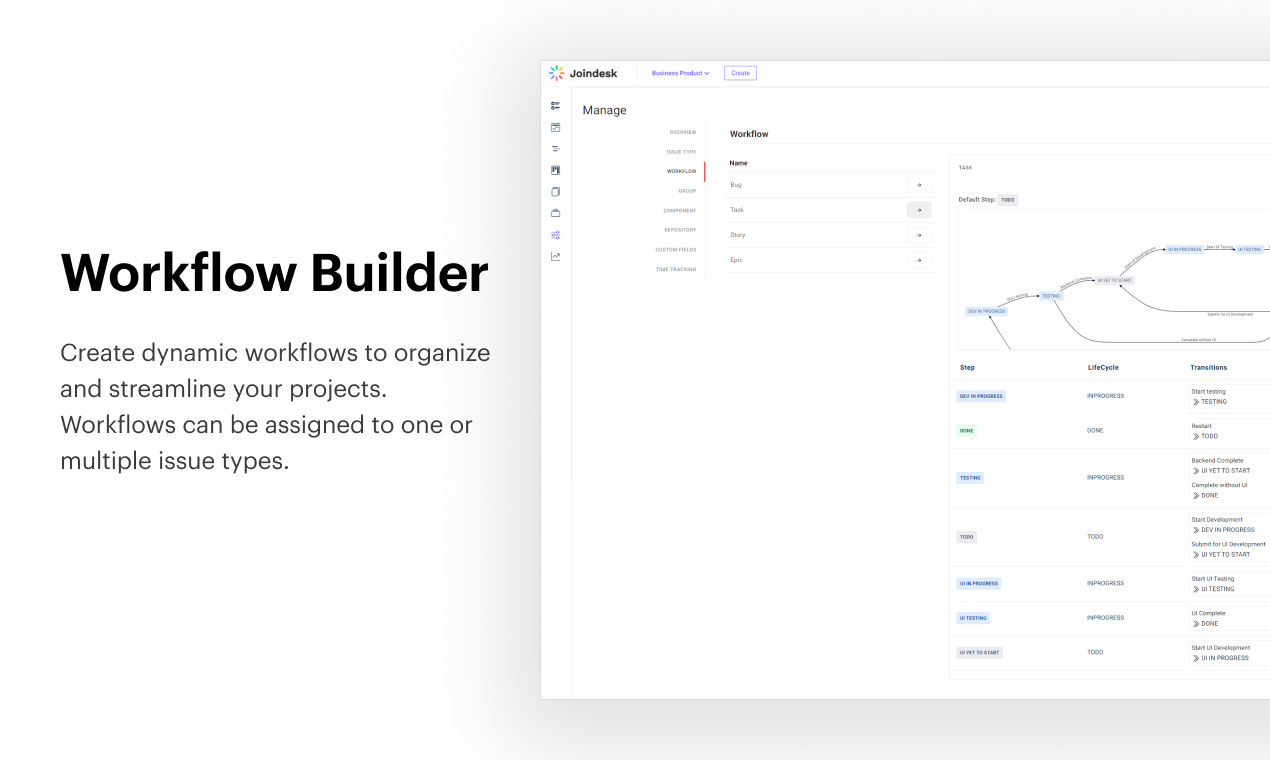 Workflow Builder
Create dynamic workflows to organize
and streamline your projects.
Workflows can be assigned to one or
multiple issue types.
Joindesk
Business Product
Create
Manage
OVERVIEW
ISSUE TYPE
WORKFLOW
GROUP
COMPONENT
REPOSITORY
CUSTOM FIELDS
TIME TRACKING
Workflow
Name
Bug
Task
Story
Epic
TASK
Default Step: TODO
DEV IN PROGRESS
Start testing
TESTING
Backend Complete
UI YET TO START
Start UI Development
UI IN PROGRESS
Start UI Testing
UI TESTING
Submit for UI Development
Complete without UI
Step LifeCycle Transitions
DEV IN PROGRESS INPROGRESS Start testing
TESTING
DONE DONE Restart
TODO
TESTING INPROGRESS Backend Complete
UI YET TO START
Complete without UI
DONE
TODO TODO Start Development
DEV IN PROGRESS
Submit for UI Development
UI YET TO START
UI IN PROGRESS INPROGRESS Start UI Testing
UI TESTING
UI TESTING INPROGRESS UI Complete
DONE
UI YET TO START TODO Start UI Development
UI IN PROGRESS